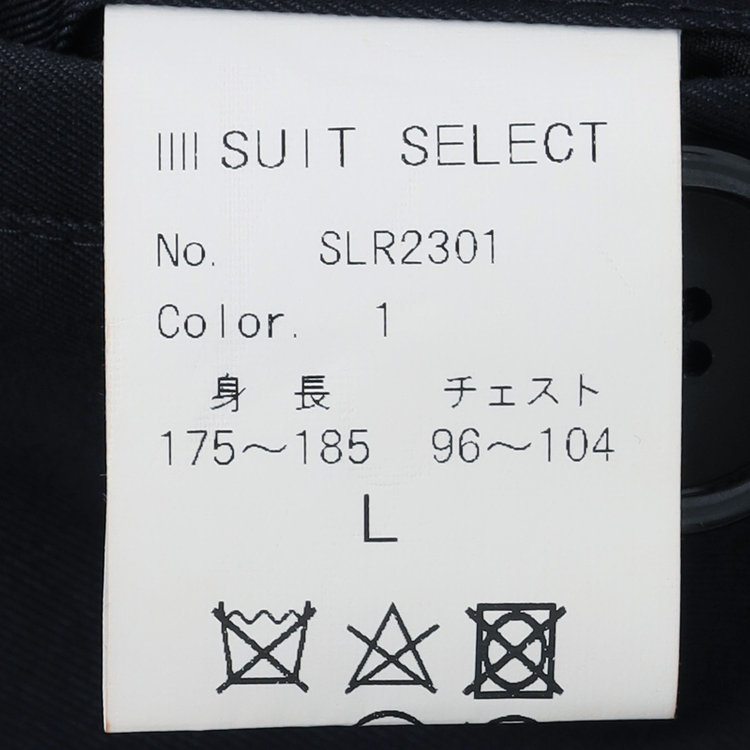 SUIT SELECT
No. SLR2301
Color. 1
身長 チェスト
175～185 96～104
L